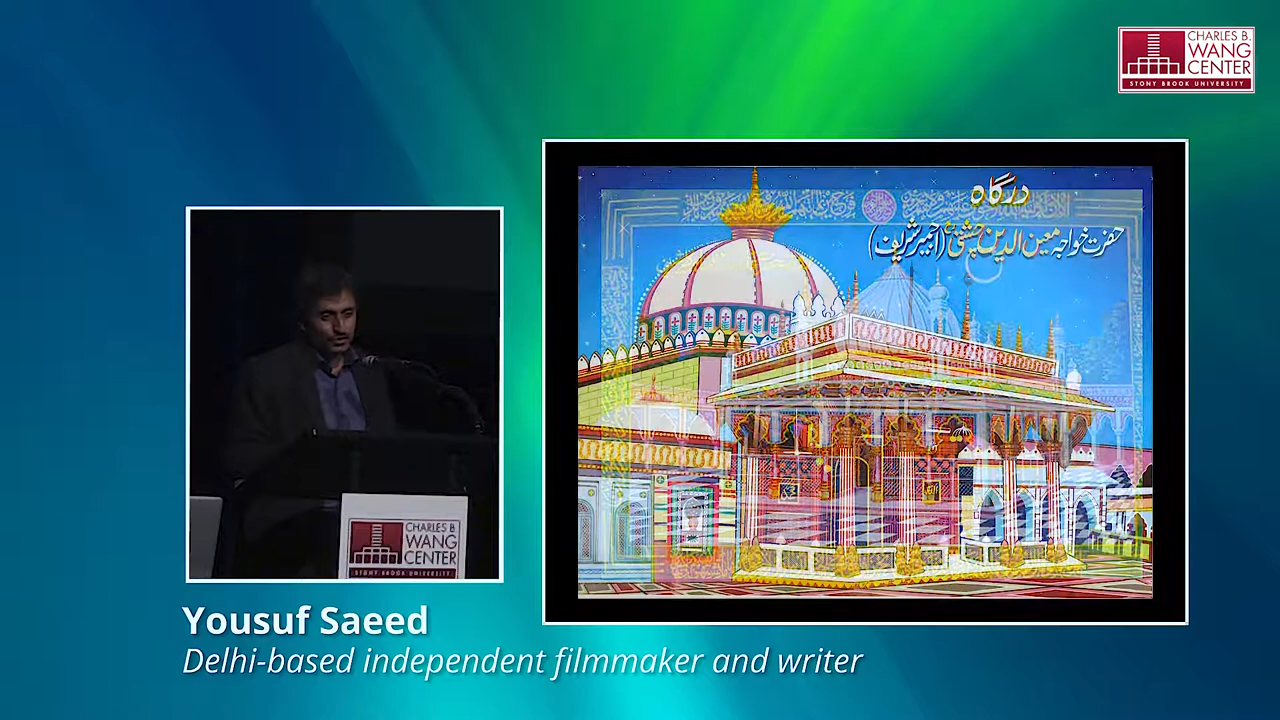 CHARLES B.
WANG
CENTER
STONY BROOK UNIVERSITY
درگاہ
حضرت خواجہ معین الدین چشتیؒ (اجمیر شریف)
CHARLES B.
WANG
CENTER
STONY BROOK UNIVERSITY
Yousuf Saeed
Delhi-based independent filmmaker and writer